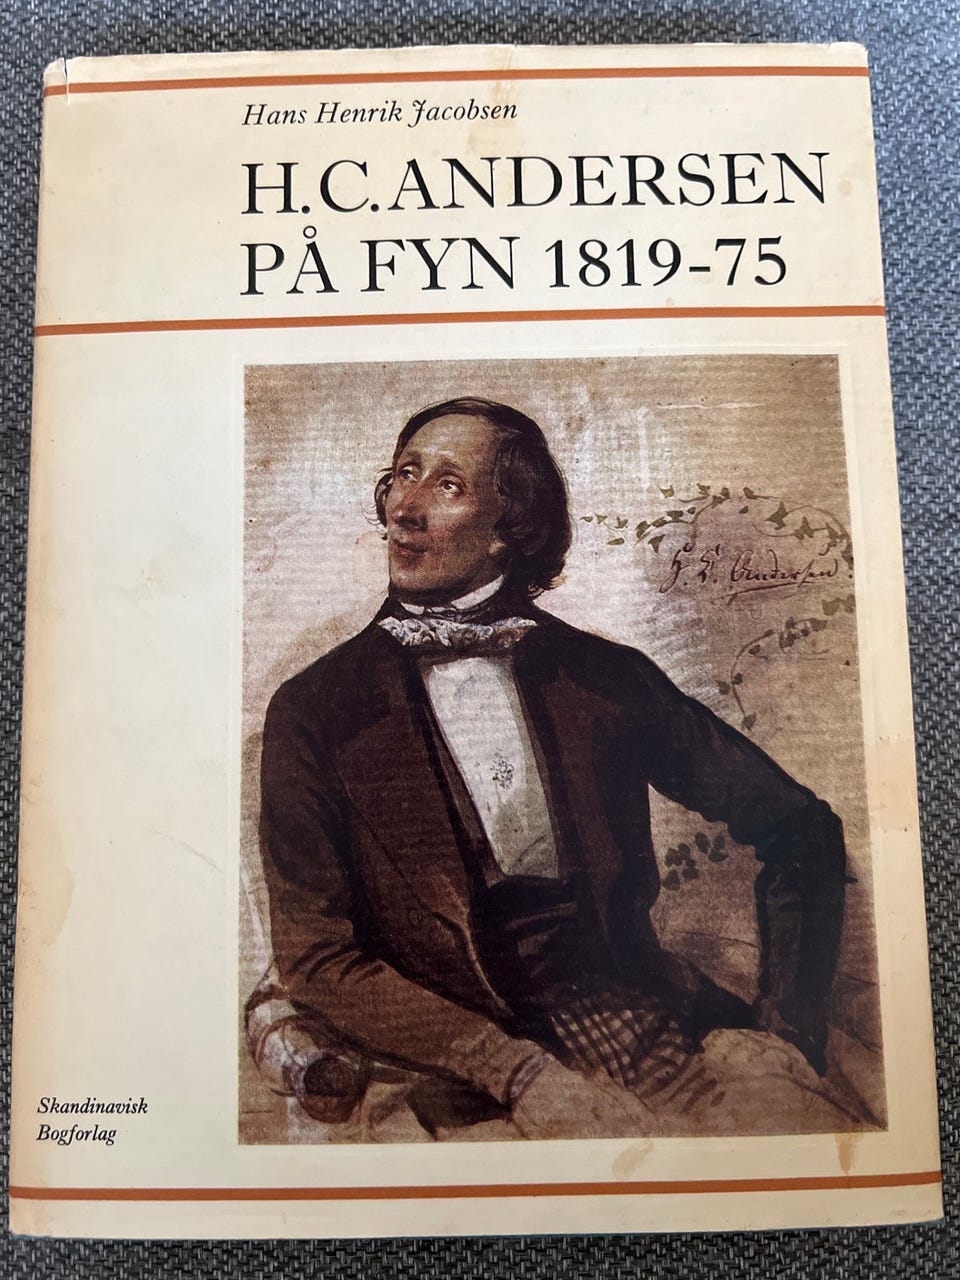 Hans Henrik Jacobsen
H.C. ANDERSEN
PÅ FYN 1819-75
H. C. Andersen.
Skandinavisk
Bogforlag